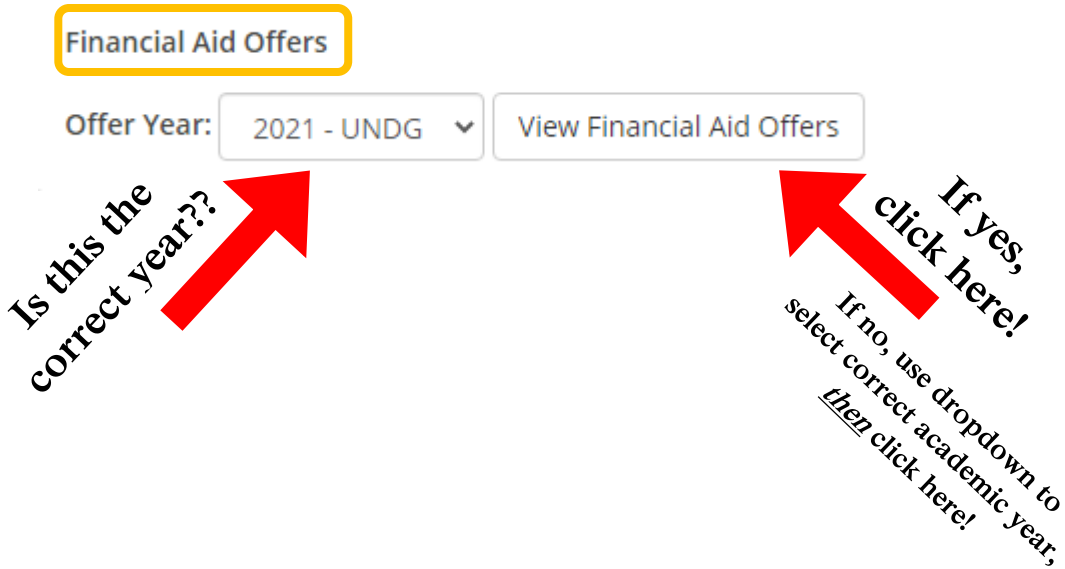 Financial Aid Offers
Offer Year: 2021 - UNDG View Financial Aid Offers
Is this the
correct year??
If yes,
click here!
If no, use dropdown to
select correct academic year,
then click here!